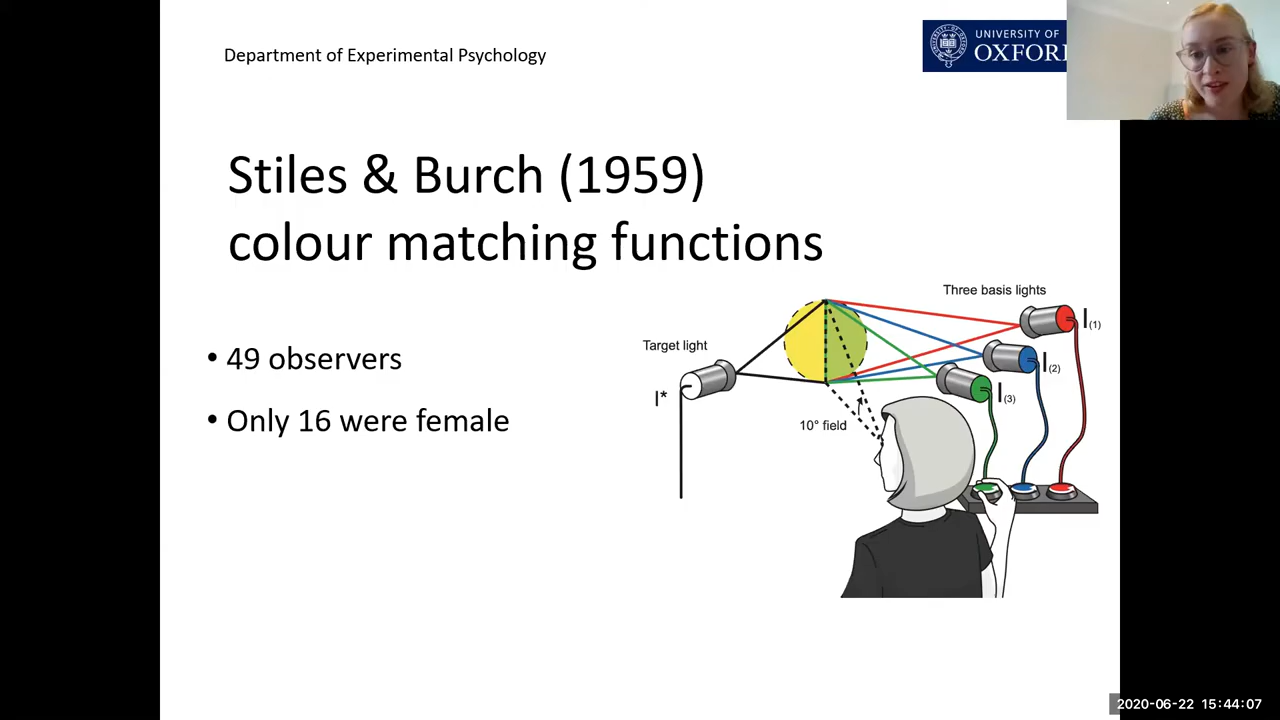 Department of Experimental Psychology
UNIVERSITY OF
OXFORD
Stiles & Burch (1959)
colour matching functions
• 49 observers
• Only 16 were female
Three basis lights
Target light
I*
I(1)
I(2)
I(3)
10° field
2020-06-22 15:44:07